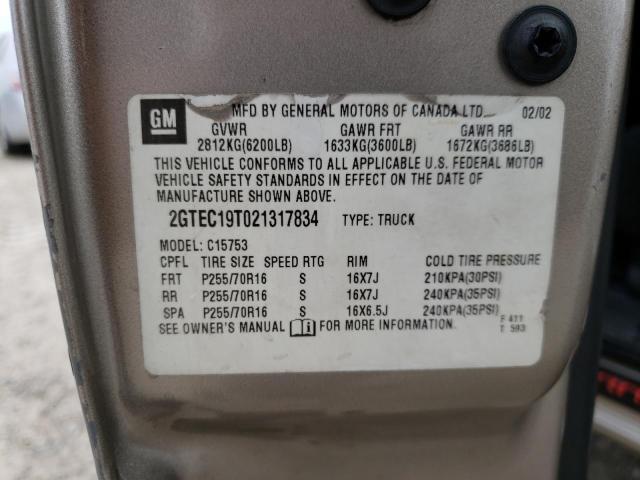 GM
MFD BY GENERAL MOTORS OF CANADA LTD 02/02
GVWR GAWR FRT GAWR RR
2812KG(6200LB) 1633KG(3600LB) 1672KG(3686LB)
THIS VEHICLE CONFORMS TO ALL APPLICABLE U.S. FEDERAL MOTOR
VEHICLE SAFETY STANDARDS IN EFFECT ON THE DATE OF
MANUFACTURE SHOWN ABOVE.
2GTEC19T021317834 TYPE: TRUCK
MODEL: C15753
CPFL TIRE SIZE SPEED RTG RIM COLD TIRE PRESSURE
FRT P255/70R16 S 16X7J 210KPA(30PSI)
RR P255/70R16 S 16X7J 240KPA(35PSI)
SPA P255/70R16 S 16X6.5J 240KPA(35PSI)
SEE OWNER'S MANUAL FOR MORE INFORMATION.
F 411
T 593